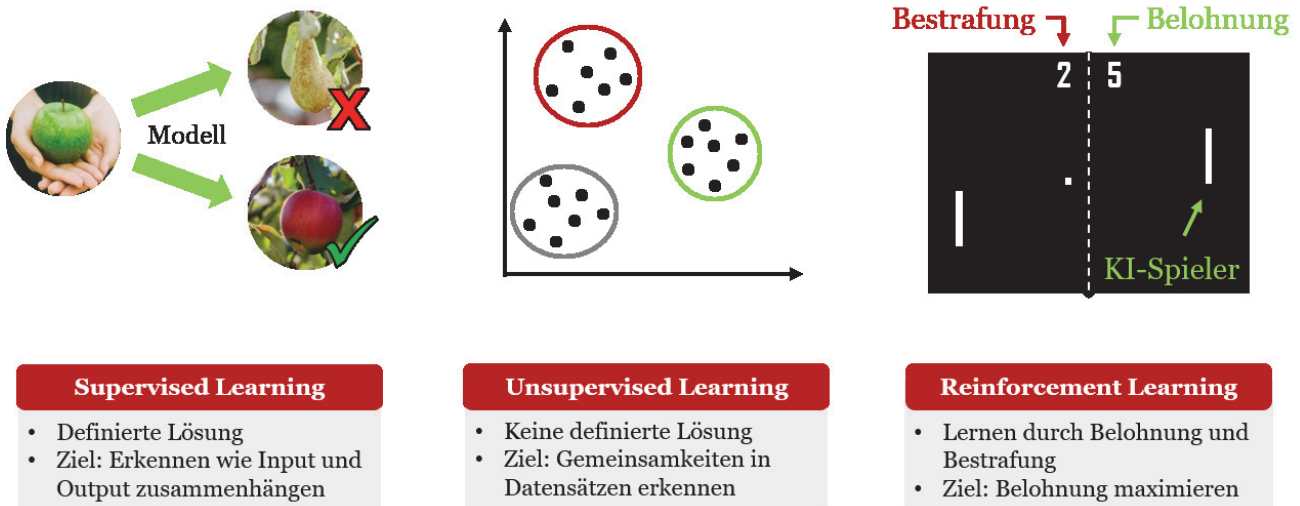 Modell
Bestrafung
Belohnung
2 5
KI-Spieler
Supervised Learning
• Definierte Lösung
• Ziel: Erkennen wie Input und
Output zusammenhängen
Unsupervised Learning
• Keine definierte Lösung
• Ziel: Gemeinsamkeiten in
Datensätzen erkennen
Reinforcement Learning
• Lernen durch Belohnung und
Bestrafung
• Ziel: Belohnung maximieren